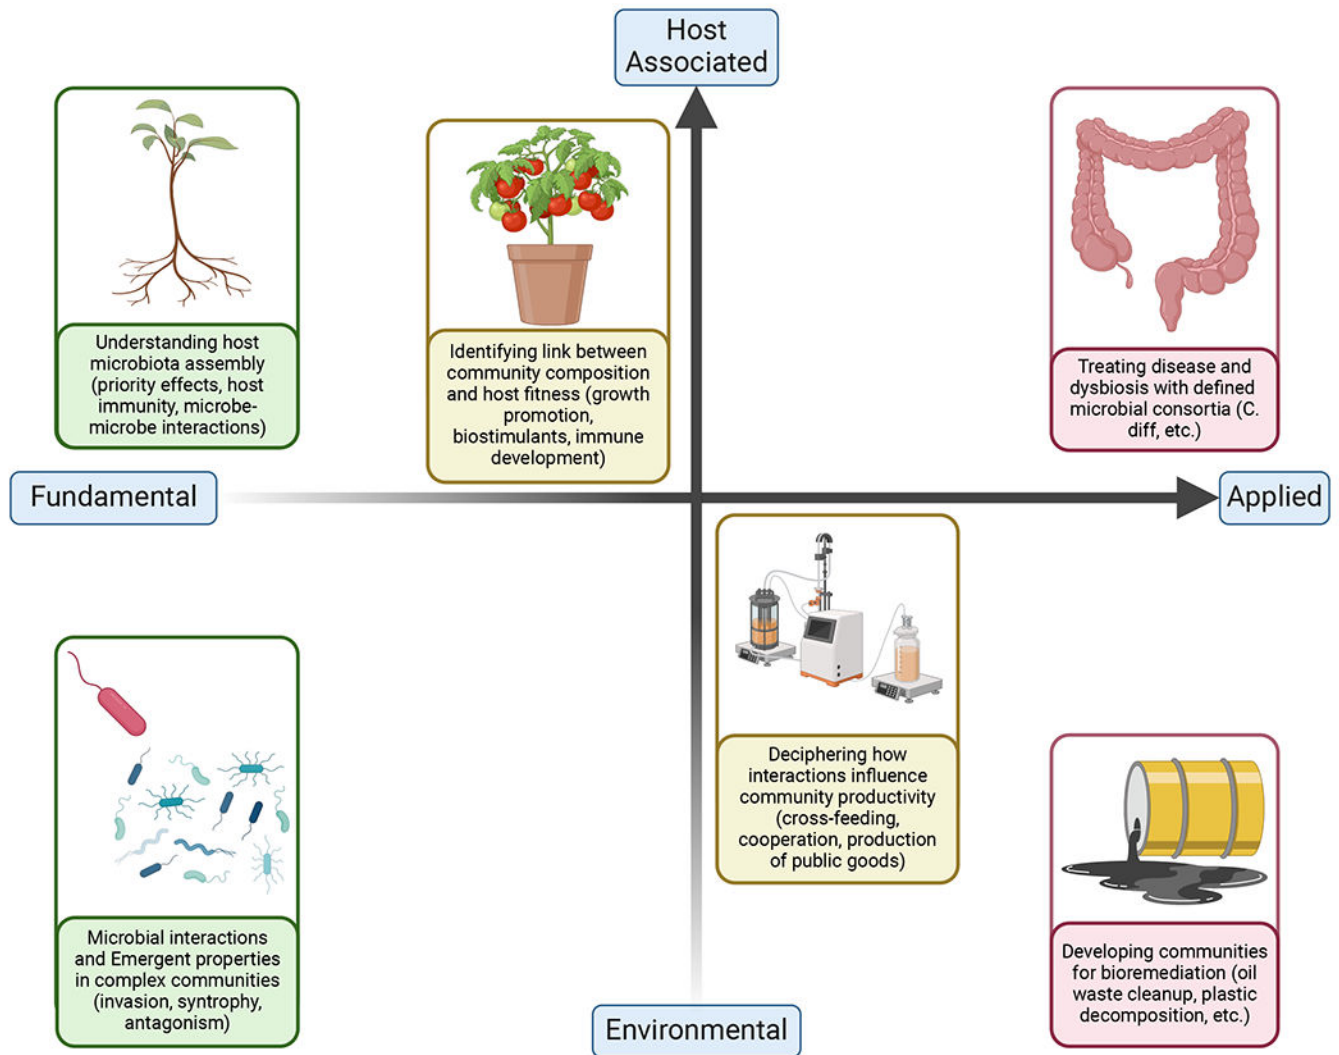 Host
Associated
Understanding host
microbiota assembly
(priority effects, host
immunity, microbe-
microbe interactions)
Identifying link between
community composition
and host fitness (growth
promotion,
biostimulants, immune
development)
Treating disease and
dysbiosis with defined
microbial consortia (C.
diff, etc.)
Fundamental
Applied
Deciphering how
interactions influence
community productivity
(cross-feeding,
cooperation, production
of public goods)
Microbial interactions
and Emergent properties
in complex communities
(invasion, syntrophy,
antagonism)
Developing communities
for bioremediation (oil
waste cleanup, plastic
decomposition, etc.)
Environmental